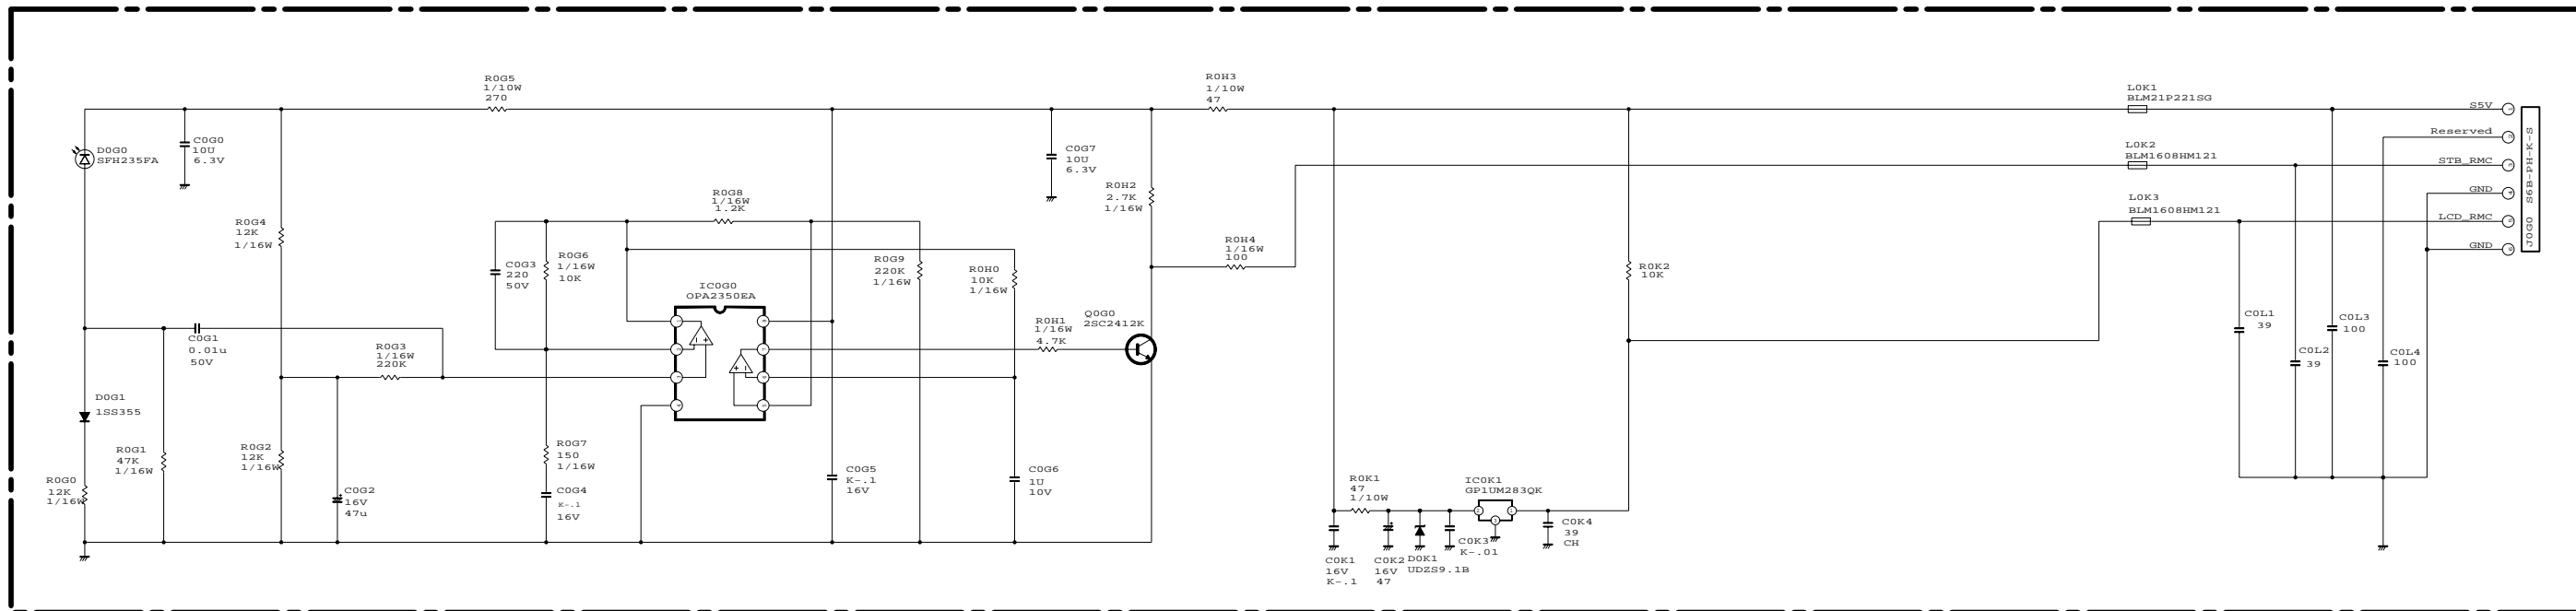 R0G5
1/10W
270
R0H3
1/10W
47
L0K1
BLM21P221SG
S5V
1
D0G0
SFH235FA
C0G0
10U
6.3V
C0G7
10U
6.3V
Reserved
2
L0K2
BLM1608HM121
STB_RMC
3
R0G8
1/16W
1.2K
R0H2
2.7K
1/16W
GND
4
L0K3
BLM1608HM121
LCD_RMC
5
GND
6
J0G0 S6B-PH-K-S
R0G4
12K
1/16W
R0H4
1/16W
100
C0G3
220
50V
R0G6
1/16W
10K
R0G9
220K
1/16W
R0H0
10K
1/16W
R0K2
10K
IC0G0
OPA2350EA
R0H1
1/16W
4.7K
Q0G0
2SC2412K
C0G1
0.01u
50V
R0G3
1/16W
220K
C0L1
39
C0L3
100
C0L2
39
C0L4
100
D0G1
1SS355
R0G1
47K
1/16W
R0G2
12K
1/16W
R0G7
150
1/16W
R0G0
12K
1/16W
C0G2
16V
47u
C0G4
K-.1
16V
C0G5
K-.1
16V
C0G6
1U
10V
R0K1
47
1/10W
IC0K1
GP1UM283QK
C0K4
39
CH
C0K3
K-.01
C0K1
16V
K-.1
C0K2
16V
47
D0K1
UDZS9.1B